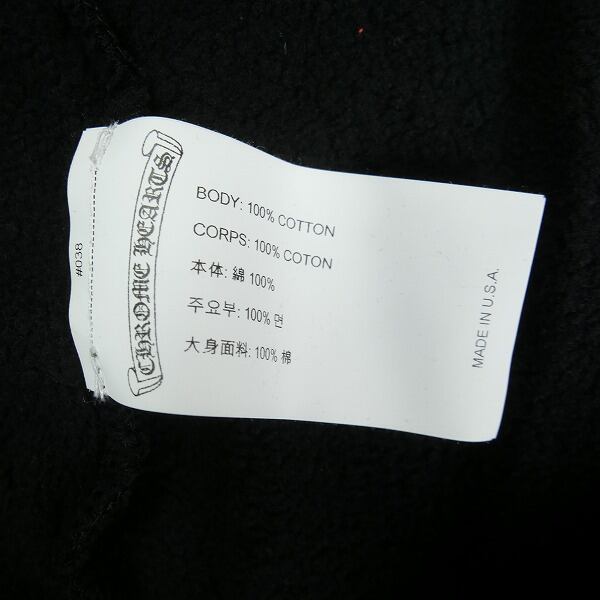 #038
CHROME HEARTS
BODY: 100% COTTON
CORPS: 100% COTON
本体: 綿 100%
주요부: 100% 면
大身面料: 100% 棉
MADE IN U.S.A.